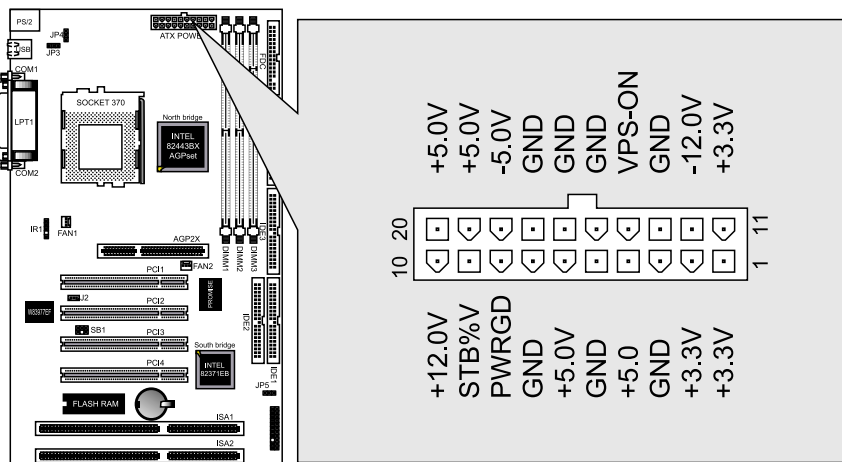 PS/2
JP4
ATX POWE
USB
JP3
FDC
COM1
SOCKET 370
LPT1
North bridge
INTEL
82443BX
AGPset
COM2
IR1
FAN1
AGP2X
IDE3
DIMM1
DIMM2
DIMM3
FAN2
PCI1
J2
PROMISE
PCI2
W83977EF
SB1
IDE2
PCI3
South bridge
PCI4
INTEL
82371EB
IDE1
JP5
FLASH RAM
ISA1
ISA2
+5.0V
+5.0V
-5.0V
GND
GND
GND
VPS-ON
GND
-12.0V
+3.3V
20
11
10
1
+12.0V
STB%V
PWRGD
GND
+5.0V
GND
+5.0
GND
+3.3V
+3.3V